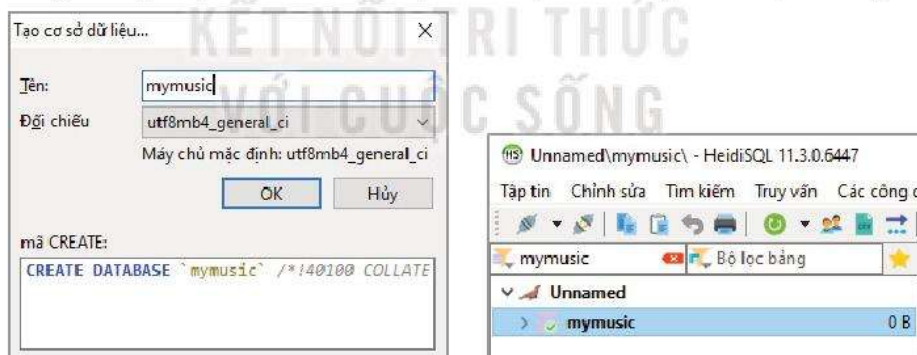 KẾT NỐI TRI THỨC
VỚI CUỘC SỐNG
Tạo cơ sở dữ liệu...
Tên:
mymusic
Đối chiếu
utf8mb4_general_ci
Máy chủ mặc định: utf8mb4_general_ci
OK
Hủy
mã CREATE:
CREATE DATABASE `mymusic` /*!40100 COLLATE
Unnamed\mymusic\ - HeidiSQL 11.3.0.6447
Tập tin Chỉnh sửa Tìm kiếm Truy vấn Các công
mymusic
Bộ lọc bảng
Unnamed
mymusic 0 B